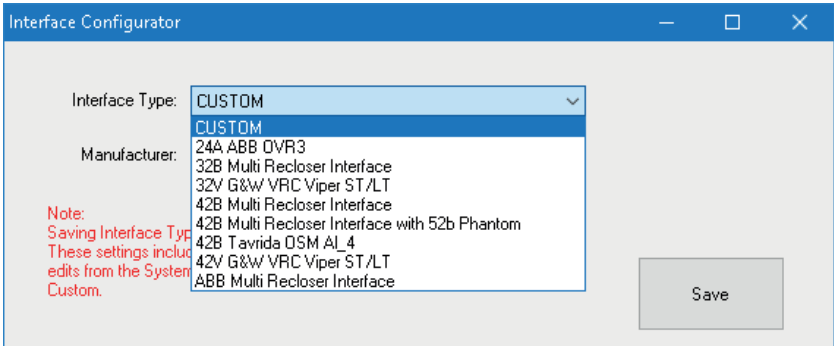 Interface Configurator
Interface Type: CUSTOM
CUSTOM
24A ABB OVR3
32B Multi Recloser Interface
32V G&W VRC Viper ST/LT
42B Multi Recloser Interface
42B Multi Recloser Interface with 52b Phantom
42B Tavrida OSM Al_4
42V G&W VRC Viper ST/LT
ABB Multi Recloser Interface
Manufacturer:
Note:
Saving Interface Typ
These settings includ
edits from the System
Custom.
Save